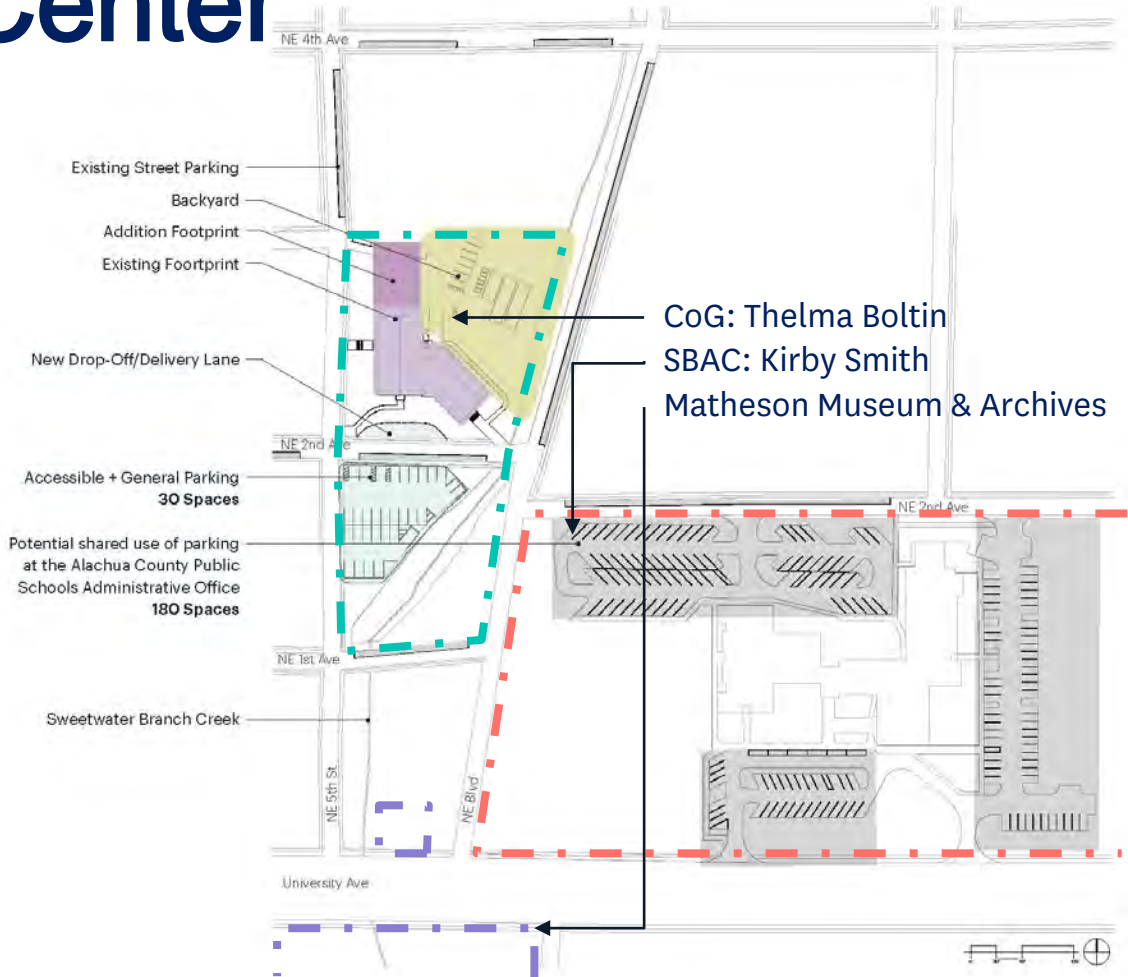 Center
NE 4th Ave
Existing Street Parking
Backyard
Addition Footprint
Existing Foortprint
CoG: Thelma Boltin
SBAC: Kirby Smith
Matheson Museum & Archives
New Drop-Off/Delivery Lane
NE 2nd Ave
Accessible + General Parking
30 Spaces
NE 2nd Ave
Potential shared use of parking
at the Alachua County Public
Schools Administrative Office
180 Spaces
NE 1st Ave
Sweetwater Branch Creek
NE 5th St.
NE Blvd
University Ave